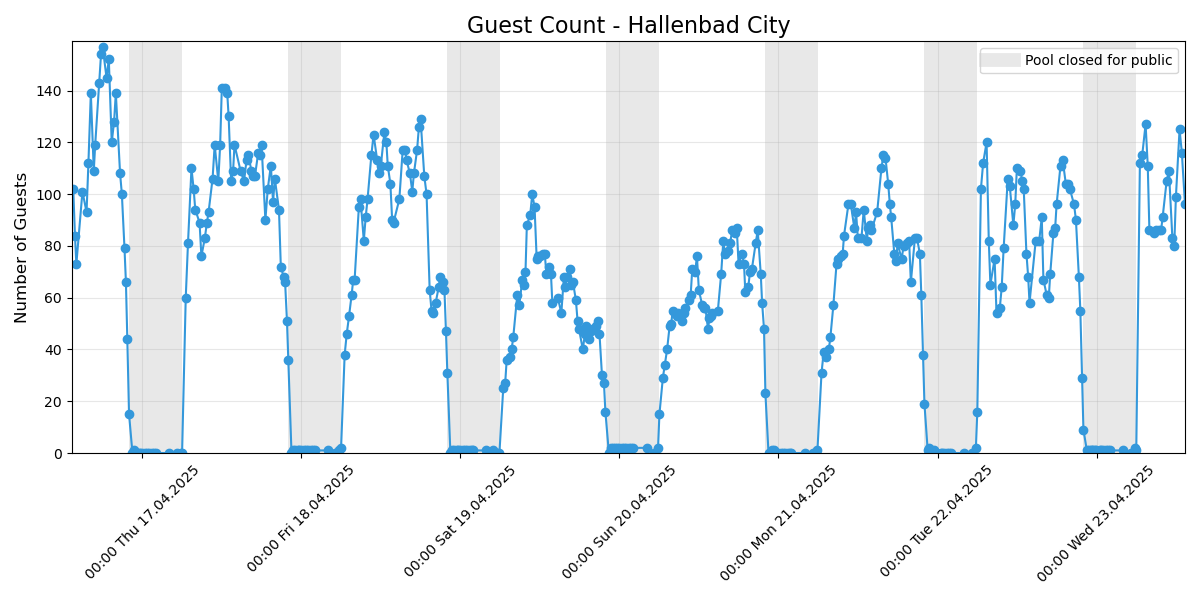 Guest Count - Hallenbad City
Pool closed for public
Number of Guests
140
120
100
80
60
40
20
0
00:00 Thu 17.04.2025
00:00 Fri 18.04.2025
00:00 Sat 19.04.2025
00:00 Sun 20.04.2025
00:00 Mon 21.04.2025
00:00 Tue 22.04.2025
00:00 Wed 23.04.2025